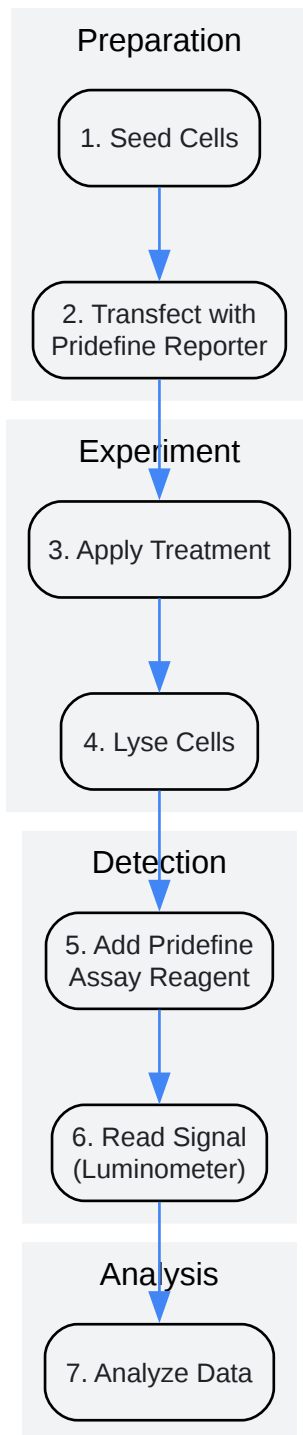 Preparation
1. Seed Cells
2. Transfect with
Pridefine Reporter
Experiment
3. Apply Treatment
4. Lyse Cells
Detection
5. Add Pridefine
Assay Reagent
6. Read Signal
(Luminometer)
Analysis
7. Analyze Data